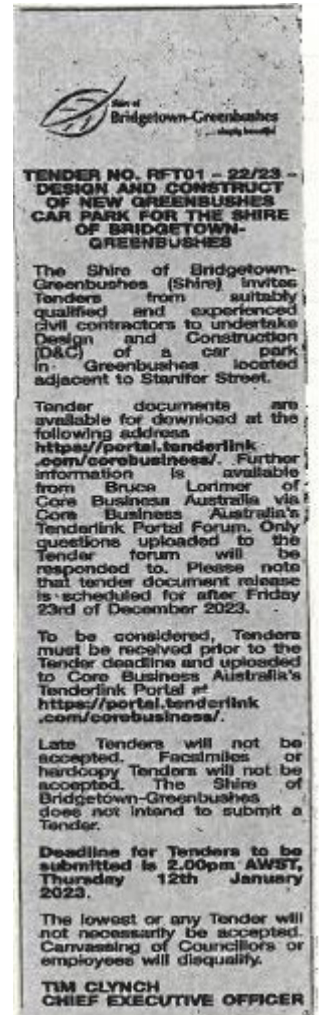 Shire of
Bridgetown-Greenbushes
simply beautiful
TENDER NO. RFT01 – 22/23 –
DESIGN AND CONSTRUCT
OF NEW GREENBUSHES
CAR PARK FOR THE SHIRE
OF BRIDGETOWN-
GREENBUSHES
The Shire of Bridgetown-
Greenbushes (Shire) invites
Tenders from suitably
qualified and experienced
civil contractors to undertake
Design and Construction
(D&C) of a car park
in Greenbushes located
adjacent to Stanifor Street.
Tender documents are
available for download at the
following address
https://portal.tenderlink
.com/corebusiness/. Further
information is available
from Bruce Lorimer of
Core Business Australia via
Core Business Australia's
Tenderlink Portal Forum. Only
questions uploaded to the
Tender forum will be
responded to. Please note
that tender document release
is scheduled for after Friday
23rd of December 2023.
To be considered, Tenders
must be received prior to the
Tender deadline and uploaded
to Core Business Australia's
Tenderlink Portal at
https://portal.tenderlink
.com/corebusiness/.
Late Tenders will not be
accepted. Facsimiles or
hardcopy Tenders will not be
accepted. The Shire of
Bridgetown-Greenbushes
does not intend to submit a
Tender.
Deadline for Tenders to be
submitted is 2.00pm AWST,
Thursday 12th January
2023.
The lowest or any Tender will
not necessarily be accepted.
Canvassing of Councillors or
employees will disqualify.
TIM CLYNCH
CHIEF EXECUTIVE OFFICER